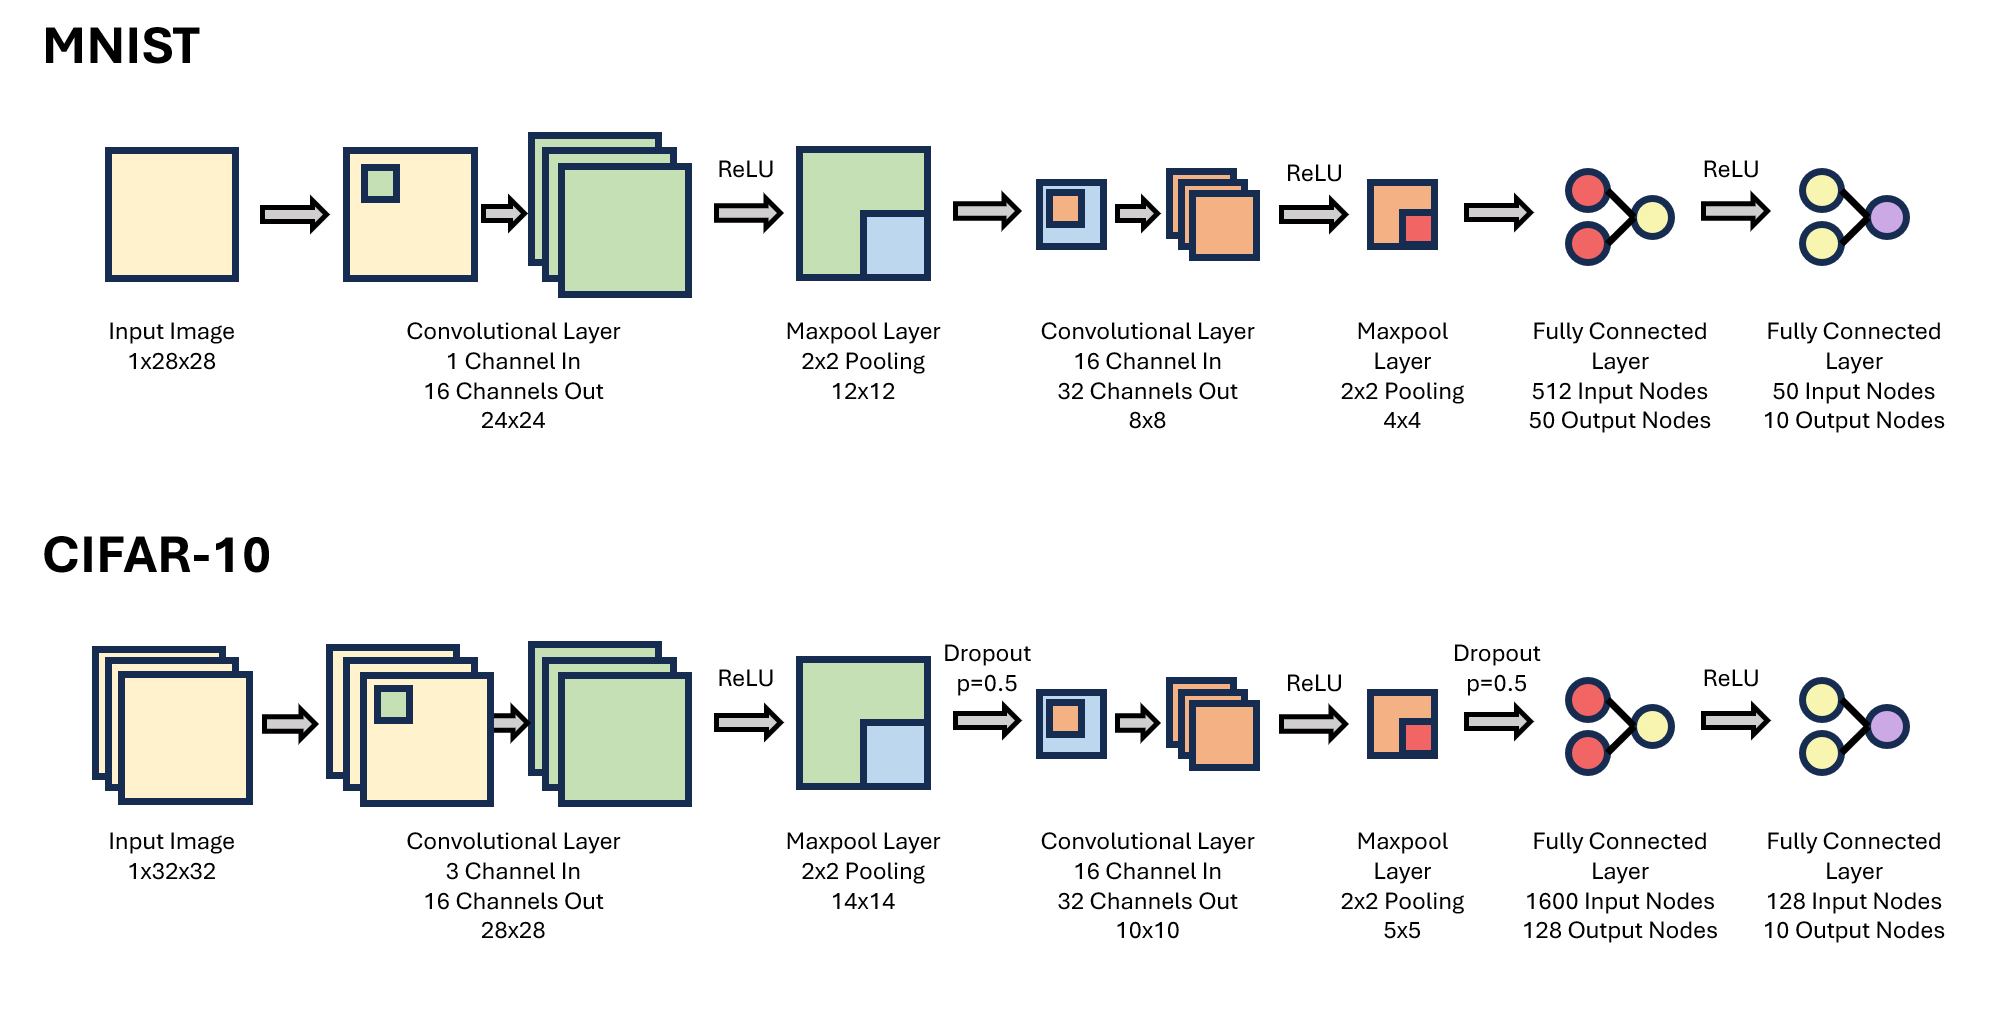 MNIST
ReLU
ReLU
ReLU
Input Image
1x28x28
Convolutional Layer
1 Channel In
16 Channels Out
24x24
Maxpool Layer
2x2 Pooling
12x12
Convolutional Layer
16 Channel In
32 Channels Out
8x8
Maxpool
Layer
2x2 Pooling
4x4
Fully Connected
Layer
512 Input Nodes
50 Output Nodes
Fully Connected
Layer
50 Input Nodes
10 Output Nodes
CIFAR-10
ReLU
Dropout
p=0.5
ReLU
Dropout
p=0.5
ReLU
Input Image
1x32x32
Convolutional Layer
3 Channel In
16 Channels Out
28x28
Maxpool Layer
2x2 Pooling
14x14
Convolutional Layer
16 Channel In
32 Channels Out
10x10
Maxpool
Layer
2x2 Pooling
5x5
Fully Connected
Layer
1600 Input Nodes
128 Output Nodes
Fully Connected
Layer
128 Input Nodes
10 Output Nodes